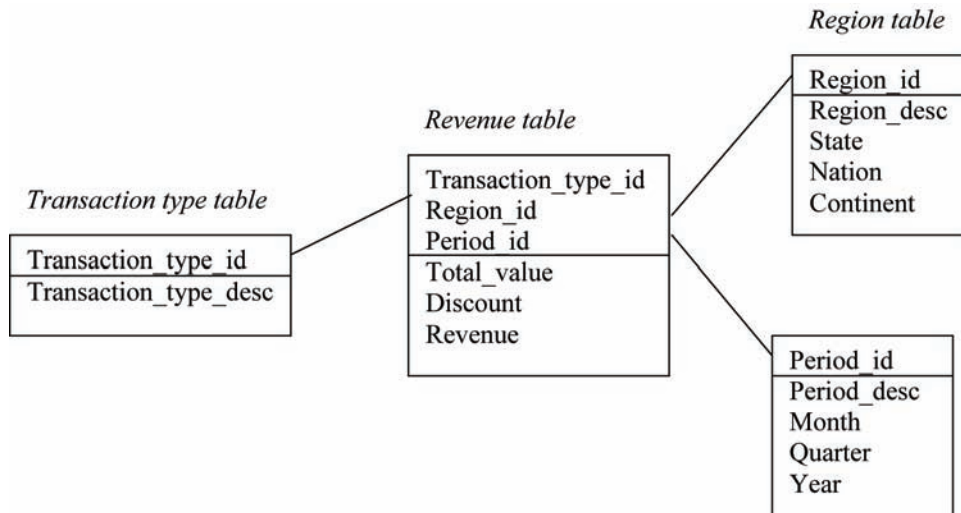 Transaction type table
Transaction_type_id
Transaction_type_desc
Revenue table
Transaction_type_id
Region_id
Period_id
Total_value
Discount
Revenue
Region table
Region_id
Region_desc
State
Nation
Continent
Period_id
Period_desc
Month
Quarter
Year